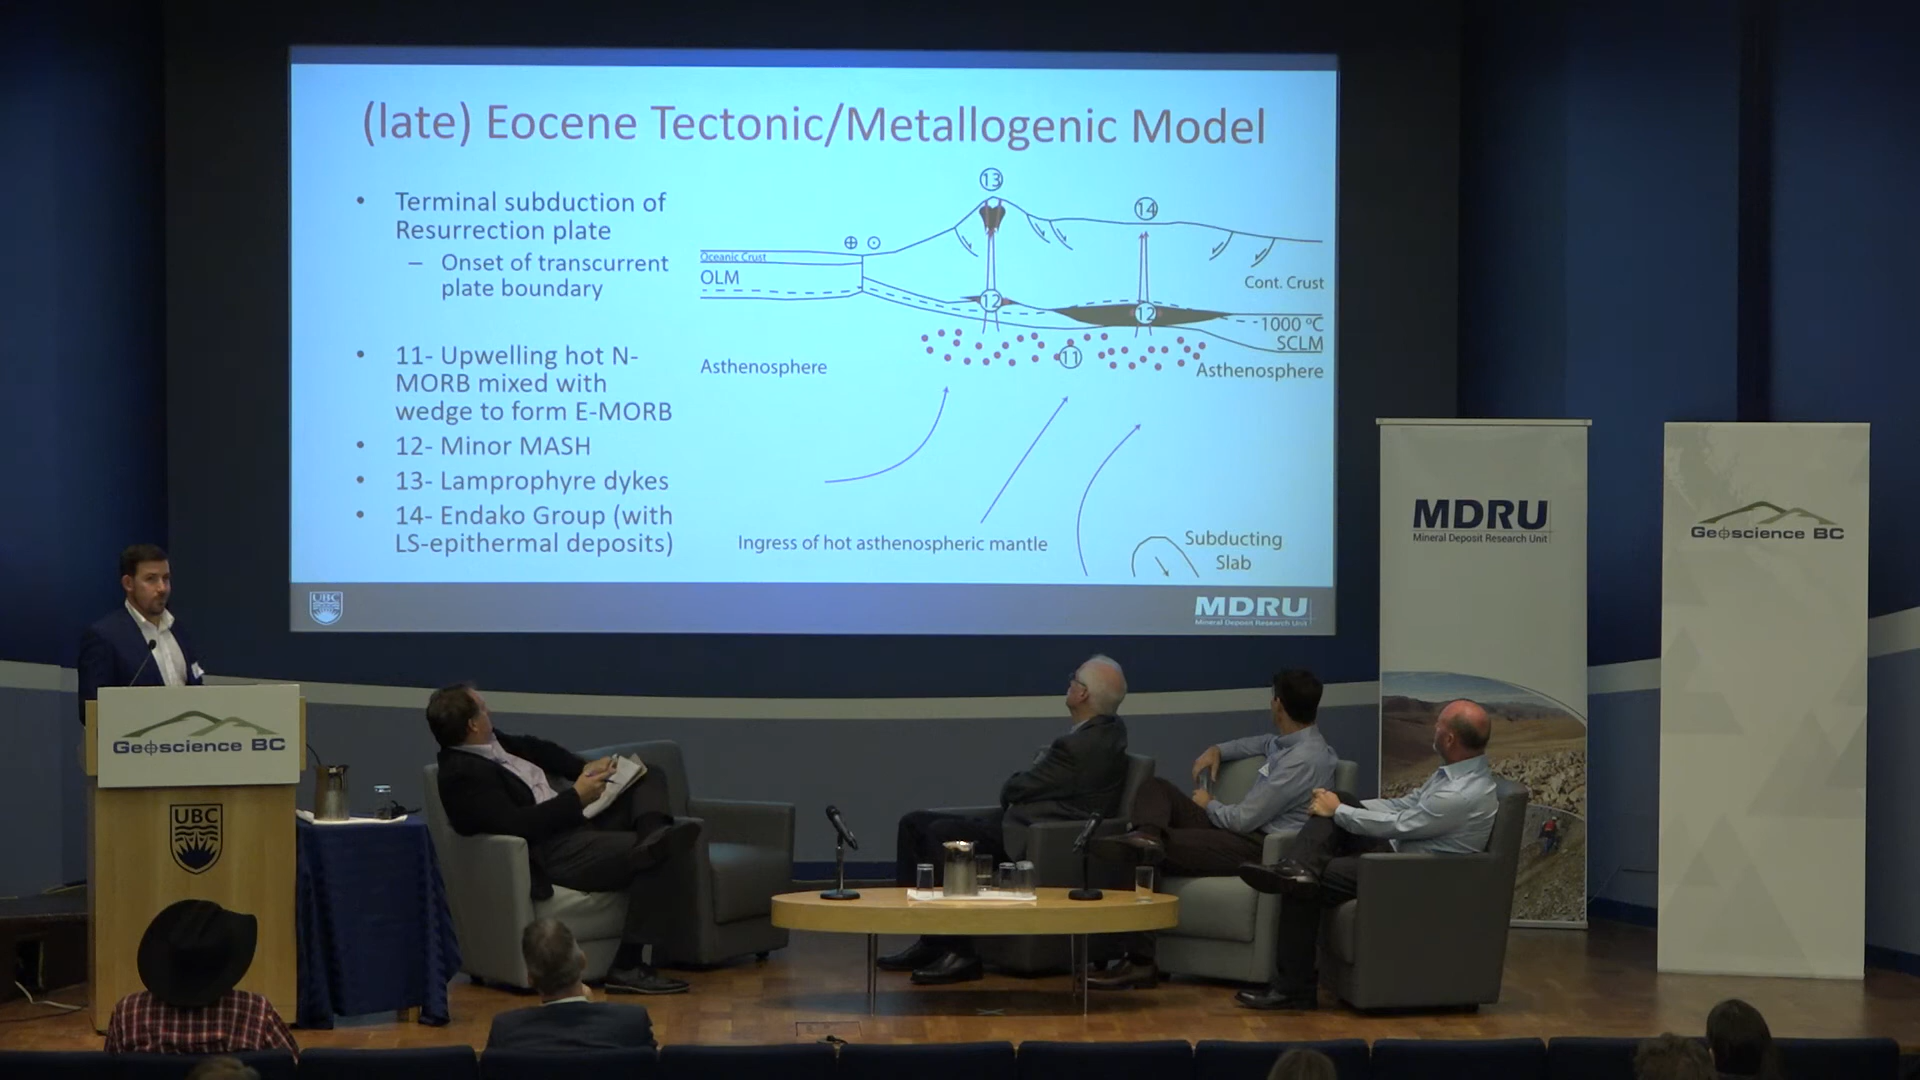 (late) Eocene Tectonic/Metallogenic Model
• Terminal subduction of
Resurrection plate
– Onset of transcurrent
plate boundary
• 11- Upwelling hot N-
MORB mixed with
wedge to form E-MORB
• 12- Minor MASH
• 13- Lamprophyre dykes
• 14- Endako Group (with
LS-epithermal deposits)
13
14
Oceanic Crust
OLM
Cont. Crust
12
12
1000 ºC
SCLM
11
Asthenosphere
Asthenosphere
Ingress of hot asthenospheric mantle
Subducting
Slab
UBC
MDRU
Mineral Deposit Research Unit
MDRU
Mineral Deposit Research Unit
Geoscience BC
Geoscience BC
UBC